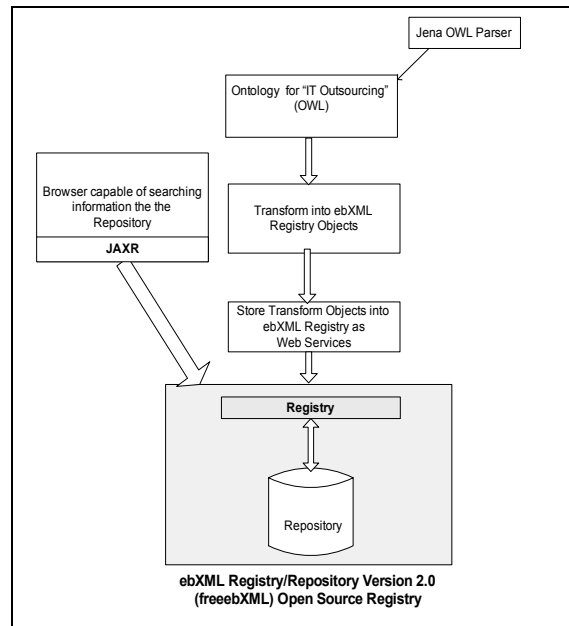 Jena OWL Parser
Ontology for “IT Outsourcing”
(OWL)
Browser capable of searching
information the the
Repository
JAXR
Transform into ebXML
Registry Objects
Store Transform Objects into
ebXML Registry as
Web Services
Registry
Repository
ebXML Registry/Repository Version 2.0
(freeebXML) Open Source Registry